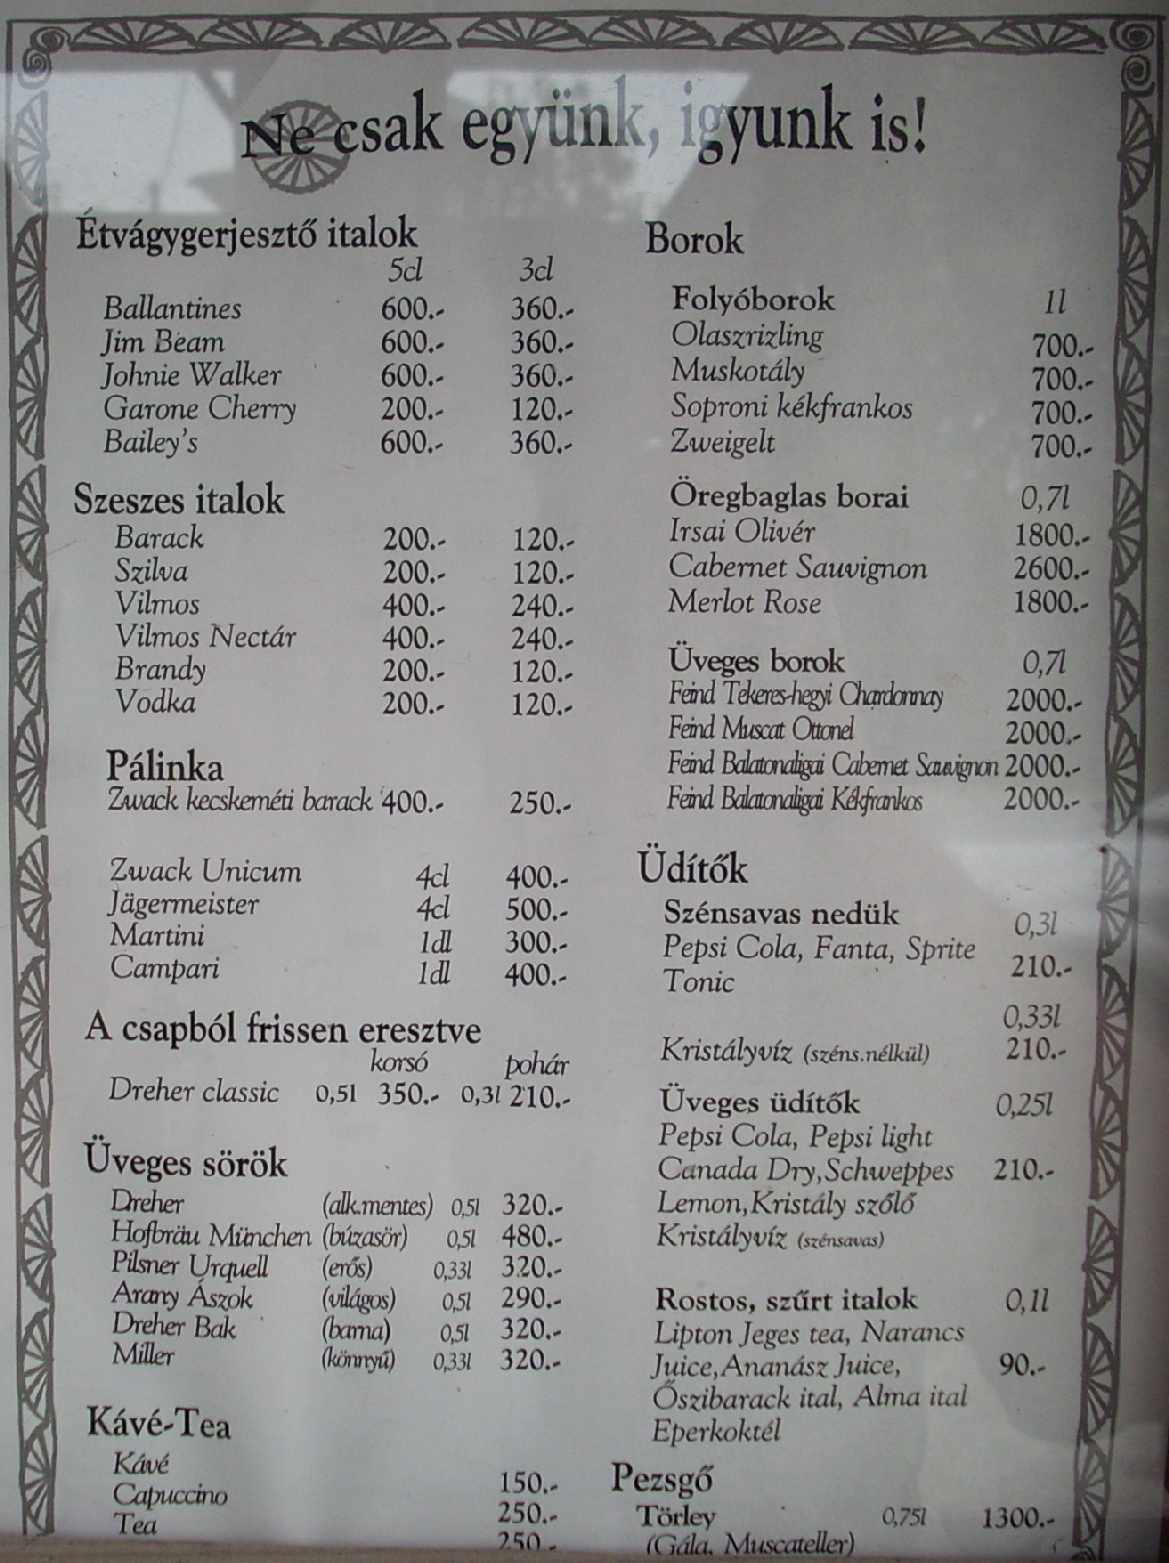 Ne csak együnk, igyunk is!
Étvágygerjesztő italok
5cl 3cl
Ballantines 600.- 360.-
Jim Beam 600.- 360.-
Johnie Walker 600.- 360.-
Garone Cherry 200.- 120.-
Bailey's 600.- 360.-
Szeszes italok
Barack 200.- 120.-
Szilva 200.- 120.-
Vilmos 400.- 240.-
Vilmos Nectár 400.- 240.-
Brandy 200.- 120.-
Vodka 200.- 120.-
Pálinka
Zwack kecskeméti barack 400.- 250.-
Zwack Unicum 4cl 400.-
Jägermeister 4cl 500.-
Martini 1dl 300.-
Campari 1dl 400.-
A csapból frissen eresztve
korsó pohár
Dreher classic 0,5l 350.- 0,3l 210.-
Üveges sörök
Dreher (alk.mentes) 0,5l 320.-
Hofbräu München (búzasör) 0,5l 480.-
Pilsner Urquell (erős) 0,33l 320.-
Arany Ászok (világos) 0,5l 290.-
Dreher Bak (barna) 0,5l 320.-
Miller (könnyű) 0,33l 320.-
Kávé-Tea
Kávé 150.-
Capuccino 250.-
Tea 250.-
Borok
Folyóborok 1l
Olaszrizling 700.-
Muskotály 700.-
Soproni kékfrankos 700.-
Zweigelt 700.-
Öregbaglas borai 0,7l
Irsai Olivér 1800.-
Cabernet Sauvignon 2600.-
Merlot Rose 1800.-
Üveges borok 0,7l
Feind Tekeres-hegyi Chardonnay 2000.-
Feind Muscat Ottonel 2000.-
Feind Balatonaligai Cabernet Sauvignon 2000.-
Feind Balatonaligai Kékfrankos 2000.-
Üdítők
Szénsavas nedük 0,3l
Pepsi Cola, Fanta, Sprite 210.-
Tonic
0,33l
Kristályvíz (széns.nélkül) 210.-
Üveges üdítők 0,25l
Pepsi Cola, Pepsi light
Canada Dry,Schweppes 210.-
Lemon,Kristály szőlő
Kristályvíz (szénsavas)
Rostos, szűrt italok 0,1l
Lipton Jeges tea, Narancs
Juice,Ananász Juice, 90.-
Őszibarack ital, Alma ital
Eperkoktél
Pezsgő
Törley 0,75l 1300.-
(Gála, Muscateller)